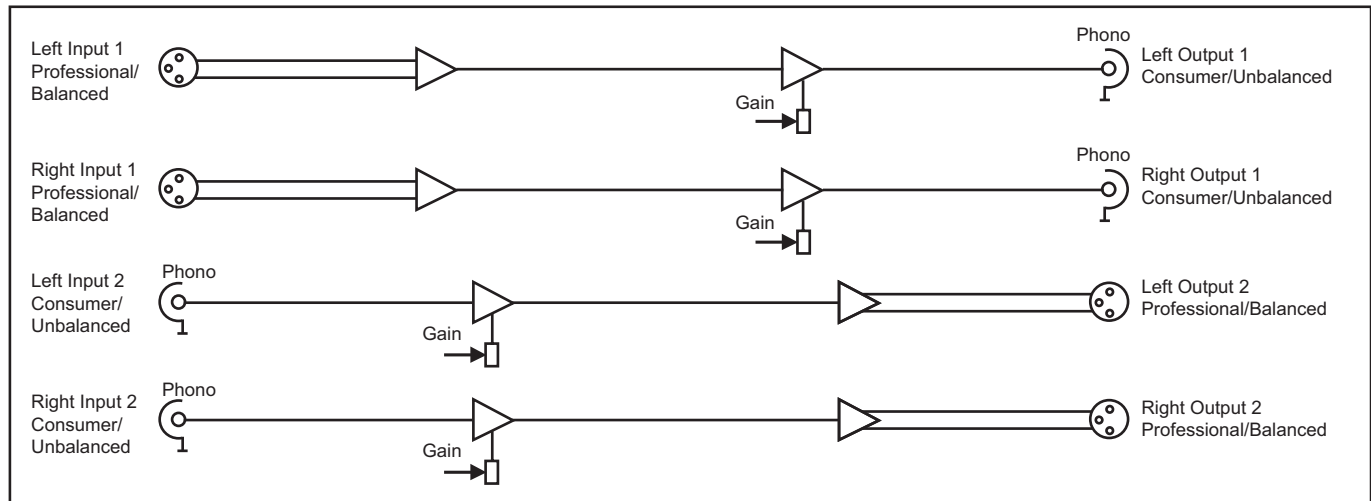 Left Input 1
Professional/
Balanced
Gain
Phono
Left Output 1
Consumer/Unbalanced
Right Input 1
Professional/
Balanced
Gain
Phono
Right Output 1
Consumer/Unbalanced
Left Input 2
Consumer/
Unbalanced
Phono
Gain
Left Output 2
Professional/Balanced
Right Input 2
Consumer/
Unbalanced
Phono
Gain
Right Output 2
Professional/Balanced